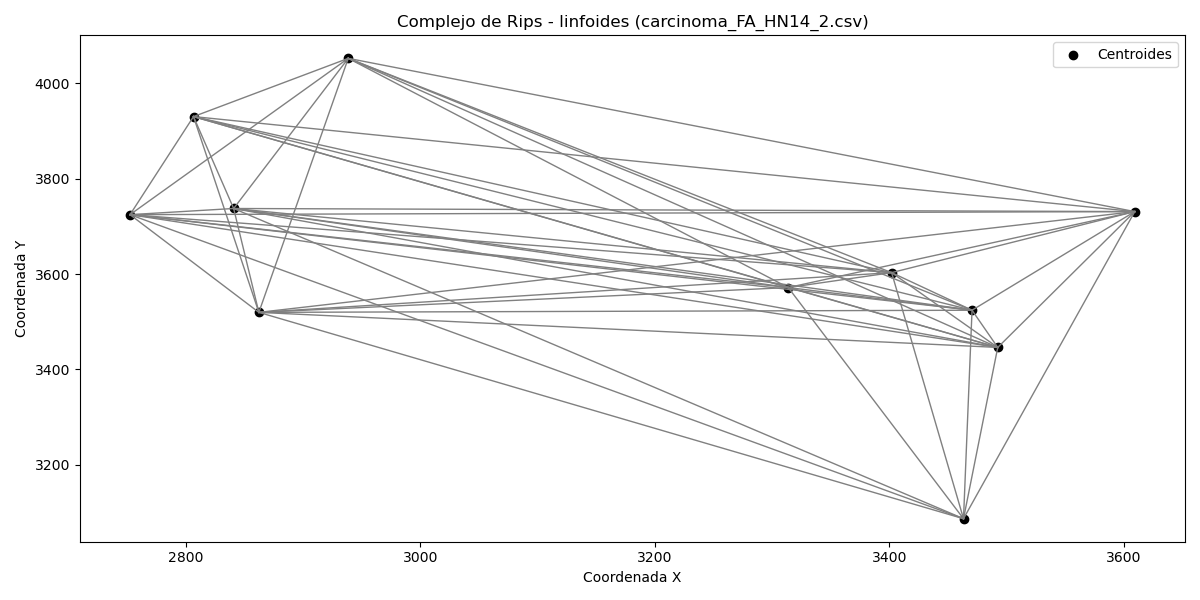 Complejo de Rips - linfoides (carcinoma_FA_HN14_2.csv)
Centroides
Coordenada Y
4000
3800
3600
3400
3200
2800
3000
3200
3400
3600
Coordenada X